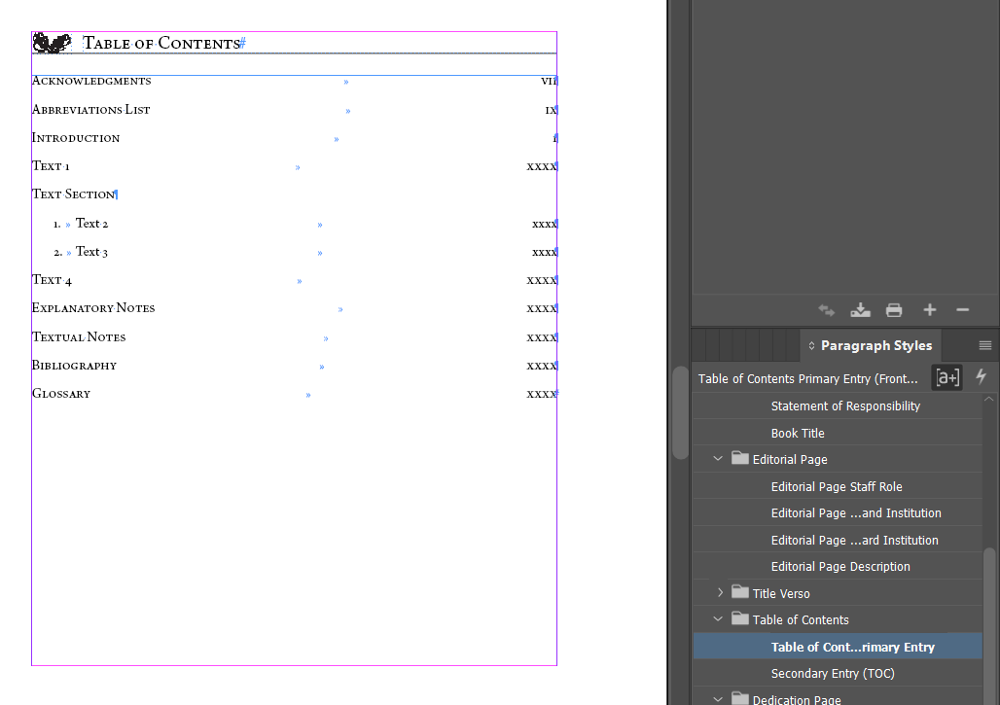 Table of Contents
Acknowledgments » vii
Abbreviations List » ix
Introduction » 1
Text 1 » xxxx
Text Section¶
1. » Text 2 » xxxx
2. » Text 3 » xxxx
Text 4 » xxxx
Explanatory Notes » xxxx
Textual Notes » xxxx
Bibliography » xxxx
Glossary » xxxx
Paragraph Styles
Table of Contents Primary Entry (Front...
[a+]
Statement of Responsibility
Book Title
Editorial Page
Editorial Page Staff Role
Editorial Page ...and Institution
Editorial Page ...ard Institution
Editorial Page Description
Title Verso
Table of Contents
Table of Cont...rimary Entry
Secondary Entry (TOC)
Dedication Page